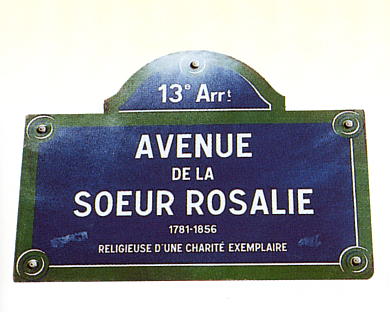 13e Arrt
AVENUE
DE LA
SOEUR ROSALIE
1781-1856
RELIGIEUSE D'UNE CHARITÉ EXEMPLAIRE